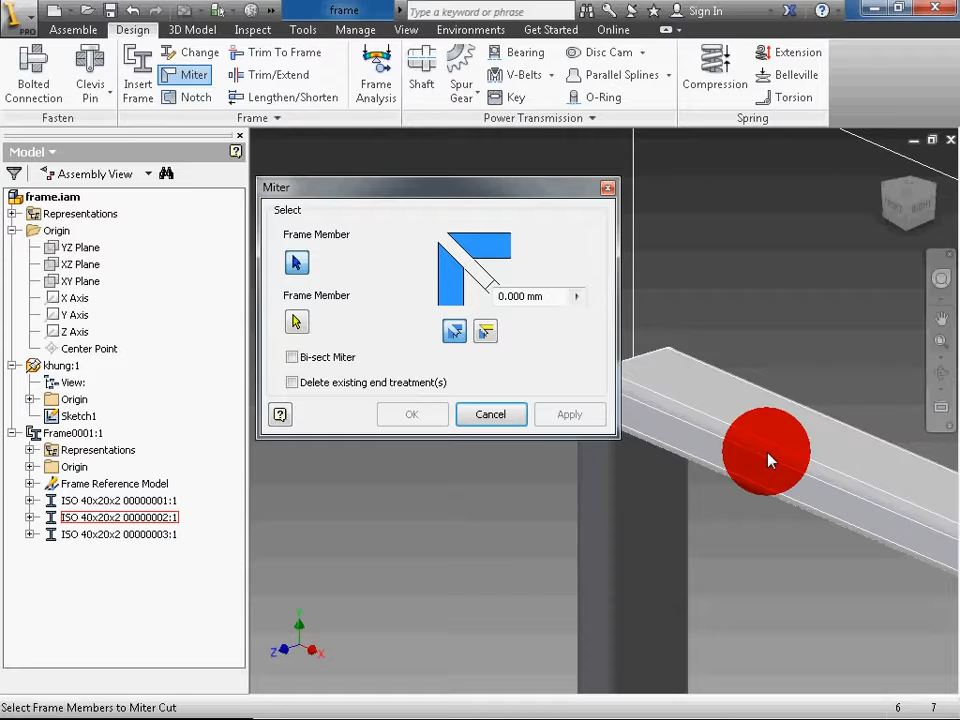 PRO
frame
Type a keyword or phrase
Sign In
Assembly
Design
3D Model
Inspect
Tools
Manage
View
Environments
Get Started
Online
Bolted
Connection
Clevis
Pin
Insert
Frame
Change
Miter
Notch
Trim To Frame
Trim/Extend
Lengthen/Shorten
Frame
Analysis
Shaft
Spur
Gear
Bearing
V-Belts
Key
Disc Cam
Parallel Splines
O-Ring
Compression
Extension
Belleville
Torsion
Fasten
Frame
Power Transmission
Spring
Model
Assembly View
frame.iam
Representations
Origin
YZ Plane
XZ Plane
XY Plane
X Axis
Y Axis
Z Axis
Center Point
khung:1
View:
Origin
Sketch1
Frame0001:1
Representations
Origin
Frame Reference Model
ISO 40x20x2 00000001:1
ISO 40x20x2 00000002:1
ISO 40x20x2 00000003:1
Miter
Select
Frame Member
Frame Member
0.000 mm
Bi-sect Miter
Delete existing end treatment(s)
OK
Cancel
Apply
RIGHT
Y
Z
X
Select Frame Members to Miter Cut
6
7